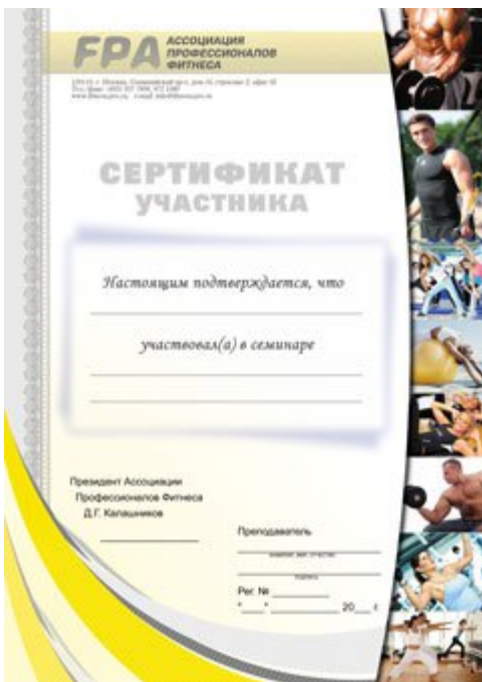 FPA
АССОЦИАЦИЯ
ПРОФЕССИОНАЛОВ
ФИТНЕСА
СЕРТИФИКАТ
УЧАСТНИКА
Настоящим подтверждается, что
участвовал(а) в семинаре
Президент Ассоциации
Профессионалов Фитнеса
Д.Г. Калашников
Преподаватель
подпись
Рег. №
" " 20 г.